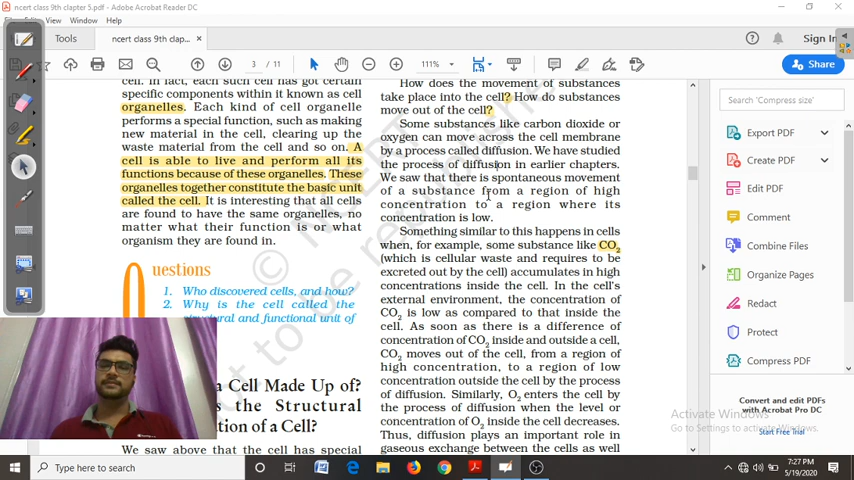 ncert class 9th chapter 5.pdf - Adobe Acrobat Reader DC
File Edit View Window Help
Tools
ncert class 9th chap... ×
Share
3 / 11
111%
cell. In fact, each such cell has got certain
specific components within it known as cell
organelles. Each kind of cell organelle
performs a special function, such as making
new material in the cell, clearing up the
waste material from the cell and so on. A
cell is able to live and perform all its
functions because of these organelles. These
organelles together constitute the basic unit
called the cell. It is interesting that all cells
are found to have the same organelles, no
matter what their function is or what
organism they are found in.
Questions
1. Who discovered cells, and how?
2. Why is the cell called the
structural and functional unit of
a Cell Made Up of?
the Structural
of a Cell?
We saw above that the cell has special
How does the movement of substances
take place into the cell? How do substances
move out of the cell?
Some substances like carbon dioxide or
oxygen can move across the cell membrane
by a process called diffusion. We have studied
the process of diffusion in earlier chapters.
We saw that there is spontaneous movement
of a substance from a region of high
concentration to a region where its
concentration is low.
Something similar to this happens in cells
when, for example, some substance like CO₂
(which is cellular waste and requires to be
excreted out by the cell) accumulates in high
concentrations inside the cell. In the cell's
external environment, the concentration of
CO₂ is low as compared to that inside the
cell. As soon as there is a difference of
concentration of CO₂ inside and outside a cell,
CO₂ moves out of the cell, from a region of
high concentration, to a region of low
concentration outside the cell by the process
of diffusion. Similarly, O₂ enters the cell by
the process of diffusion when the level or
concentration of O₂ inside the cell decreases.
Thus, diffusion plays an important role in
gaseous exchange between the cells as well
© NCERT
not to be republished
Search 'Compress size'
Export PDF
Create PDF
Edit PDF
Comment
Combine Files
Organize Pages
Redact
Protect
Compress PDF
Convert and edit PDFs
with Acrobat Pro DC
Start Free Trial
Activate Windows
Go to Settings to activate Windows.
Type here to search
7:27 PM
5/19/2020